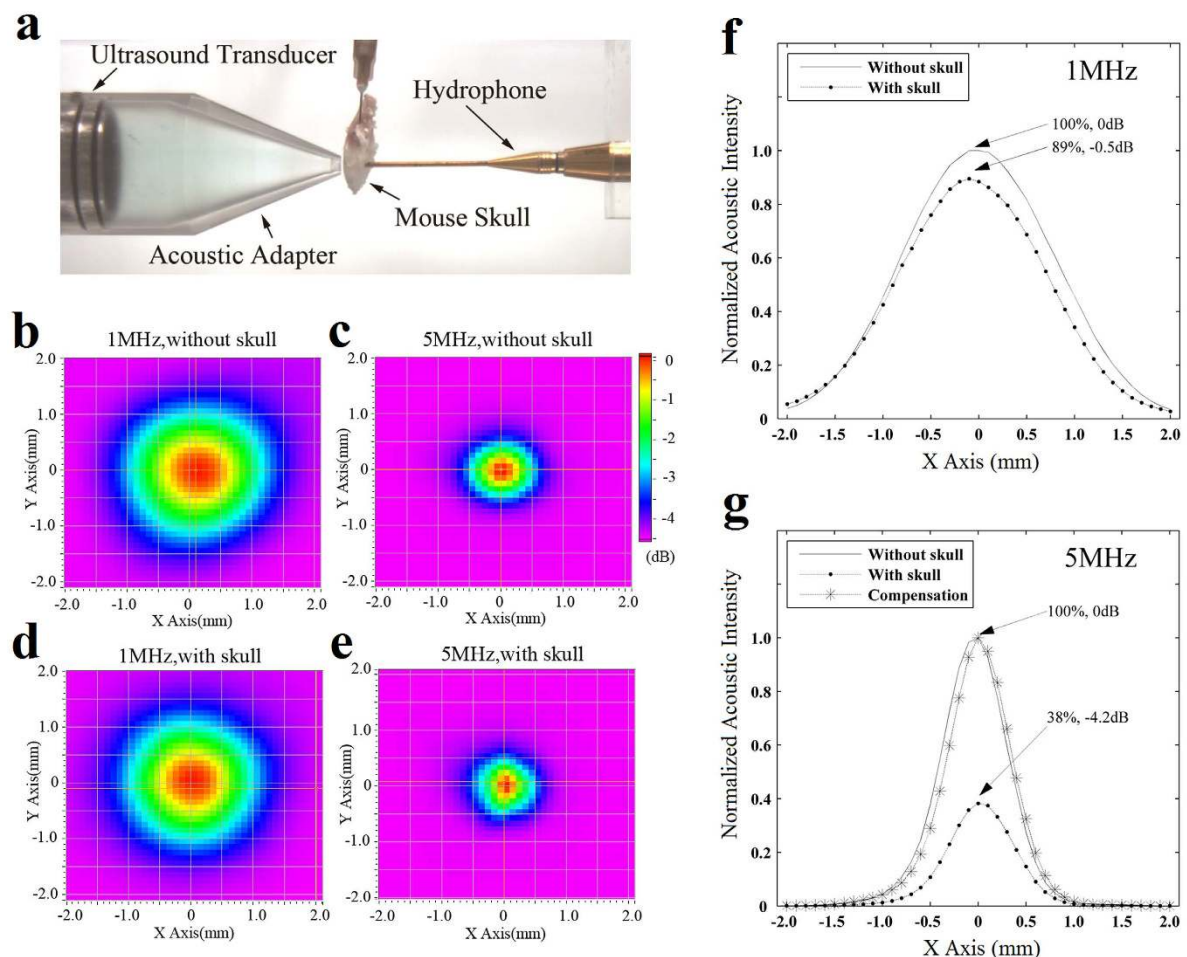 a
Ultrasound Transducer
Hydrophone
Mouse Skull
Acoustic Adapter
b
1MHz,without skull
2.0
1.0
0
-1.0
-2.0
Y Axis(mm)
-2.0 -1.0 0 1.0 2.0
X Axis(mm)
c
5MHz,without skull
2.0
1.0
0
-1.0
-2.0
Y Axis(mm)
-2.0 -1.0 0 1.0 2.0
X Axis(mm)
0
-1
-2
-3
-4
(dB)
d
1MHz,with skull
2.0
1.0
0
-1.0
-2.0
Y Axis(mm)
-2.0 -1.0 0 1.0 2.0
X Axis(mm)
e
5MHz,with skull
2.0
1.0
0
-1.0
-2.0
Y Axis(mm)
-2.0 -1.0 0 1.0 2.0
X Axis(mm)
f
Without skull
With skull
1MHz
100%, 0dB
89%, -0.5dB
Normalized Acoustic Intensity
1.0
0.8
0.6
0.4
0.2
0
-2.0 -1.5 -1.0 -0.5 0 0.5 1.0 1.5 2.0
X Axis (mm)
g
Without skull
With skull
Compensation
5MHz
100%, 0dB
38%, -4.2dB
Normalized Acoustic Intensity
1.0
0.8
0.6
0.4
0.2
0
-2.0 -1.5 -1.0 -0.5 0 0.5 1.0 1.5 2.0
X Axis (mm)